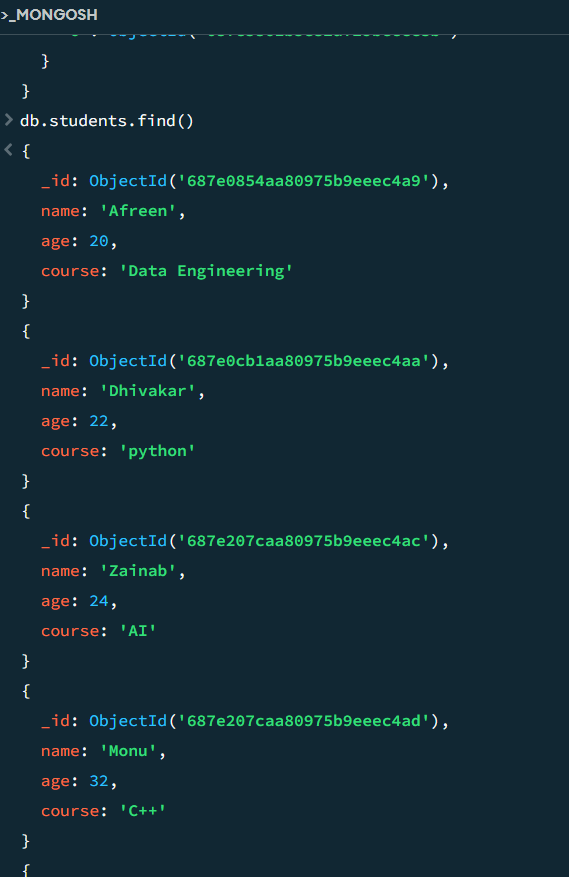 >_MONGOSH
}
}
> db.students.find()
< {
_id: ObjectId('687e0854aa80975b9eeec4a9'),
name: 'Afreen',
age: 20,
course: 'Data Engineering'
}
{
_id: ObjectId('687e0cb1aa80975b9eeec4aa'),
name: 'Dhivakar',
age: 22,
course: 'python'
}
{
_id: ObjectId('687e207caa80975b9eeec4ac'),
name: 'Zainab',
age: 24,
course: 'AI'
}
{
_id: ObjectId('687e207caa80975b9eeec4ad'),
name: 'Monu',
age: 32,
course: 'C++'
}
{